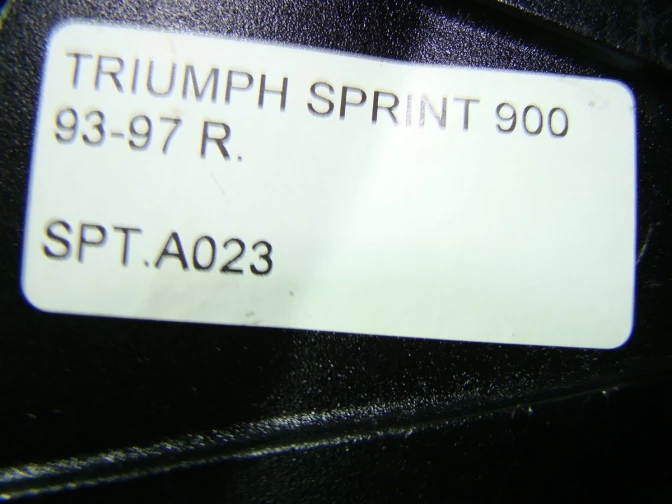 TRIUMPH SPRINT 900
93-97 R.
SPT.A023